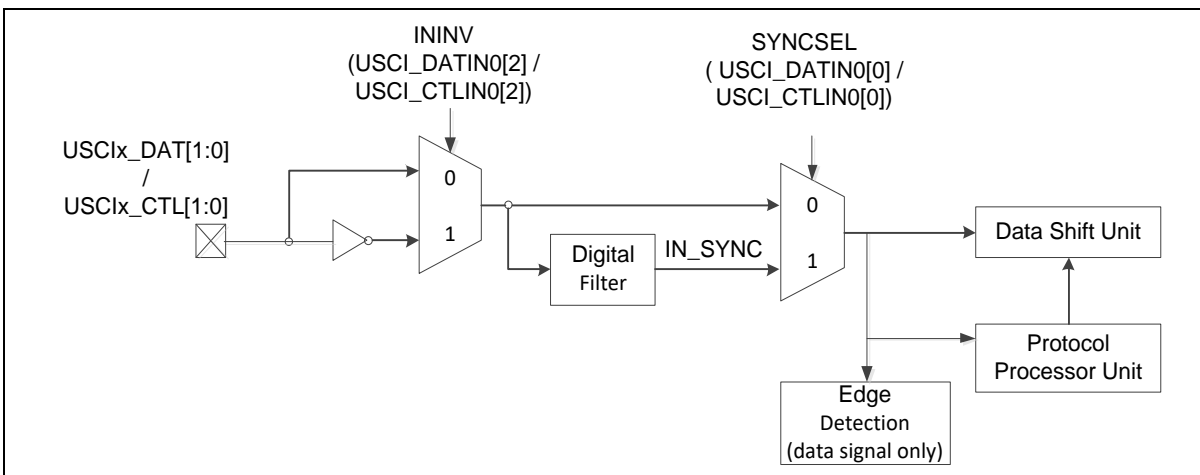 ININV
(USCI_DATIN0[2] /
USCI_CTLIN0[2])
SYNCSEL
( USCI_DATIN0[0] /
USCI_CTLIN0[0])
USCIx_DAT[1:0]
/
USCIx_CTL[1:0]
0
1
Digital
Filter
IN_SYNC
0
1
Data Shift Unit
Protocol
Processor Unit
Edge
Detection
(data signal only)